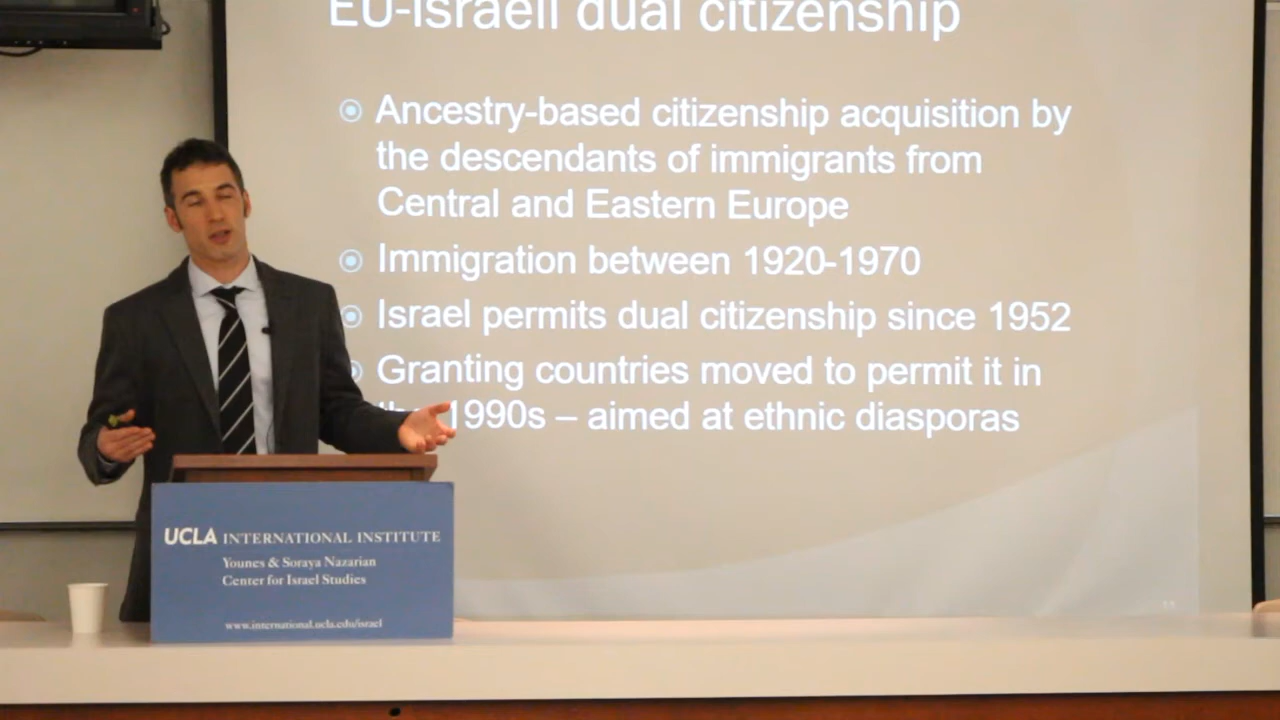 EU-Israeli dual citizenship
Ancestry-based citizenship acquisition by
the descendants of immigrants from
Central and Eastern Europe
Immigration between 1920-1970
Israel permits dual citizenship since 1952
Granting countries moved to permit it in
1990s – aimed at ethnic diasporas
11
UCLA INTERNATIONAL INSTITUTE
Younes & Soraya Nazarian
Center for Israel Studies
www.international.ucla.edu/israel